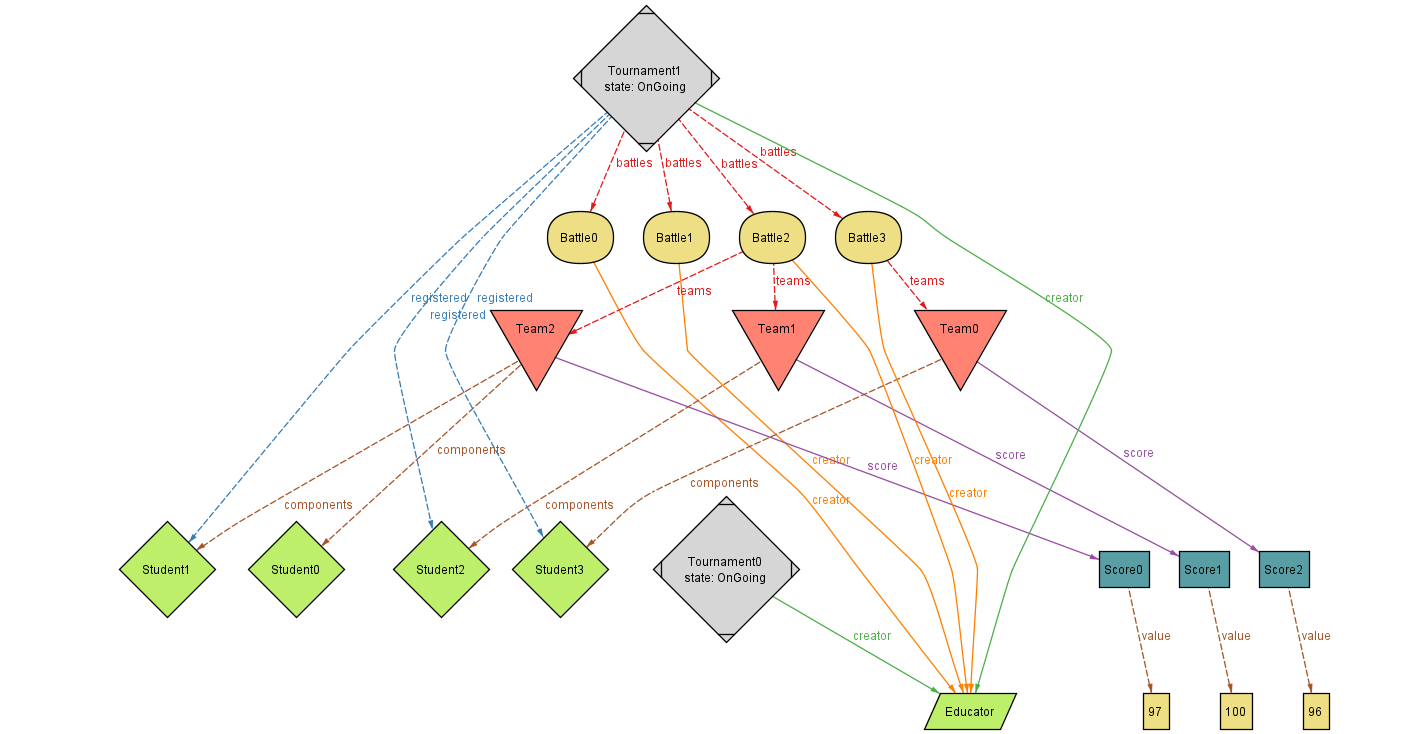 Tournament1
state: OnGoing
battles
battles
battles
battles
Battle0
Battle1
Battle2
Battle3
teams
teams
teams
registered
registered
registered
creator
Team2
Team1
Team0
components
components
components
components
creator
creator
creator
creator
score
score
score
Student1
Student0
Student2
Student3
Tournament0
state: OnGoing
Score0
Score1
Score2
creator
value
value
value
Educator
97
100
96